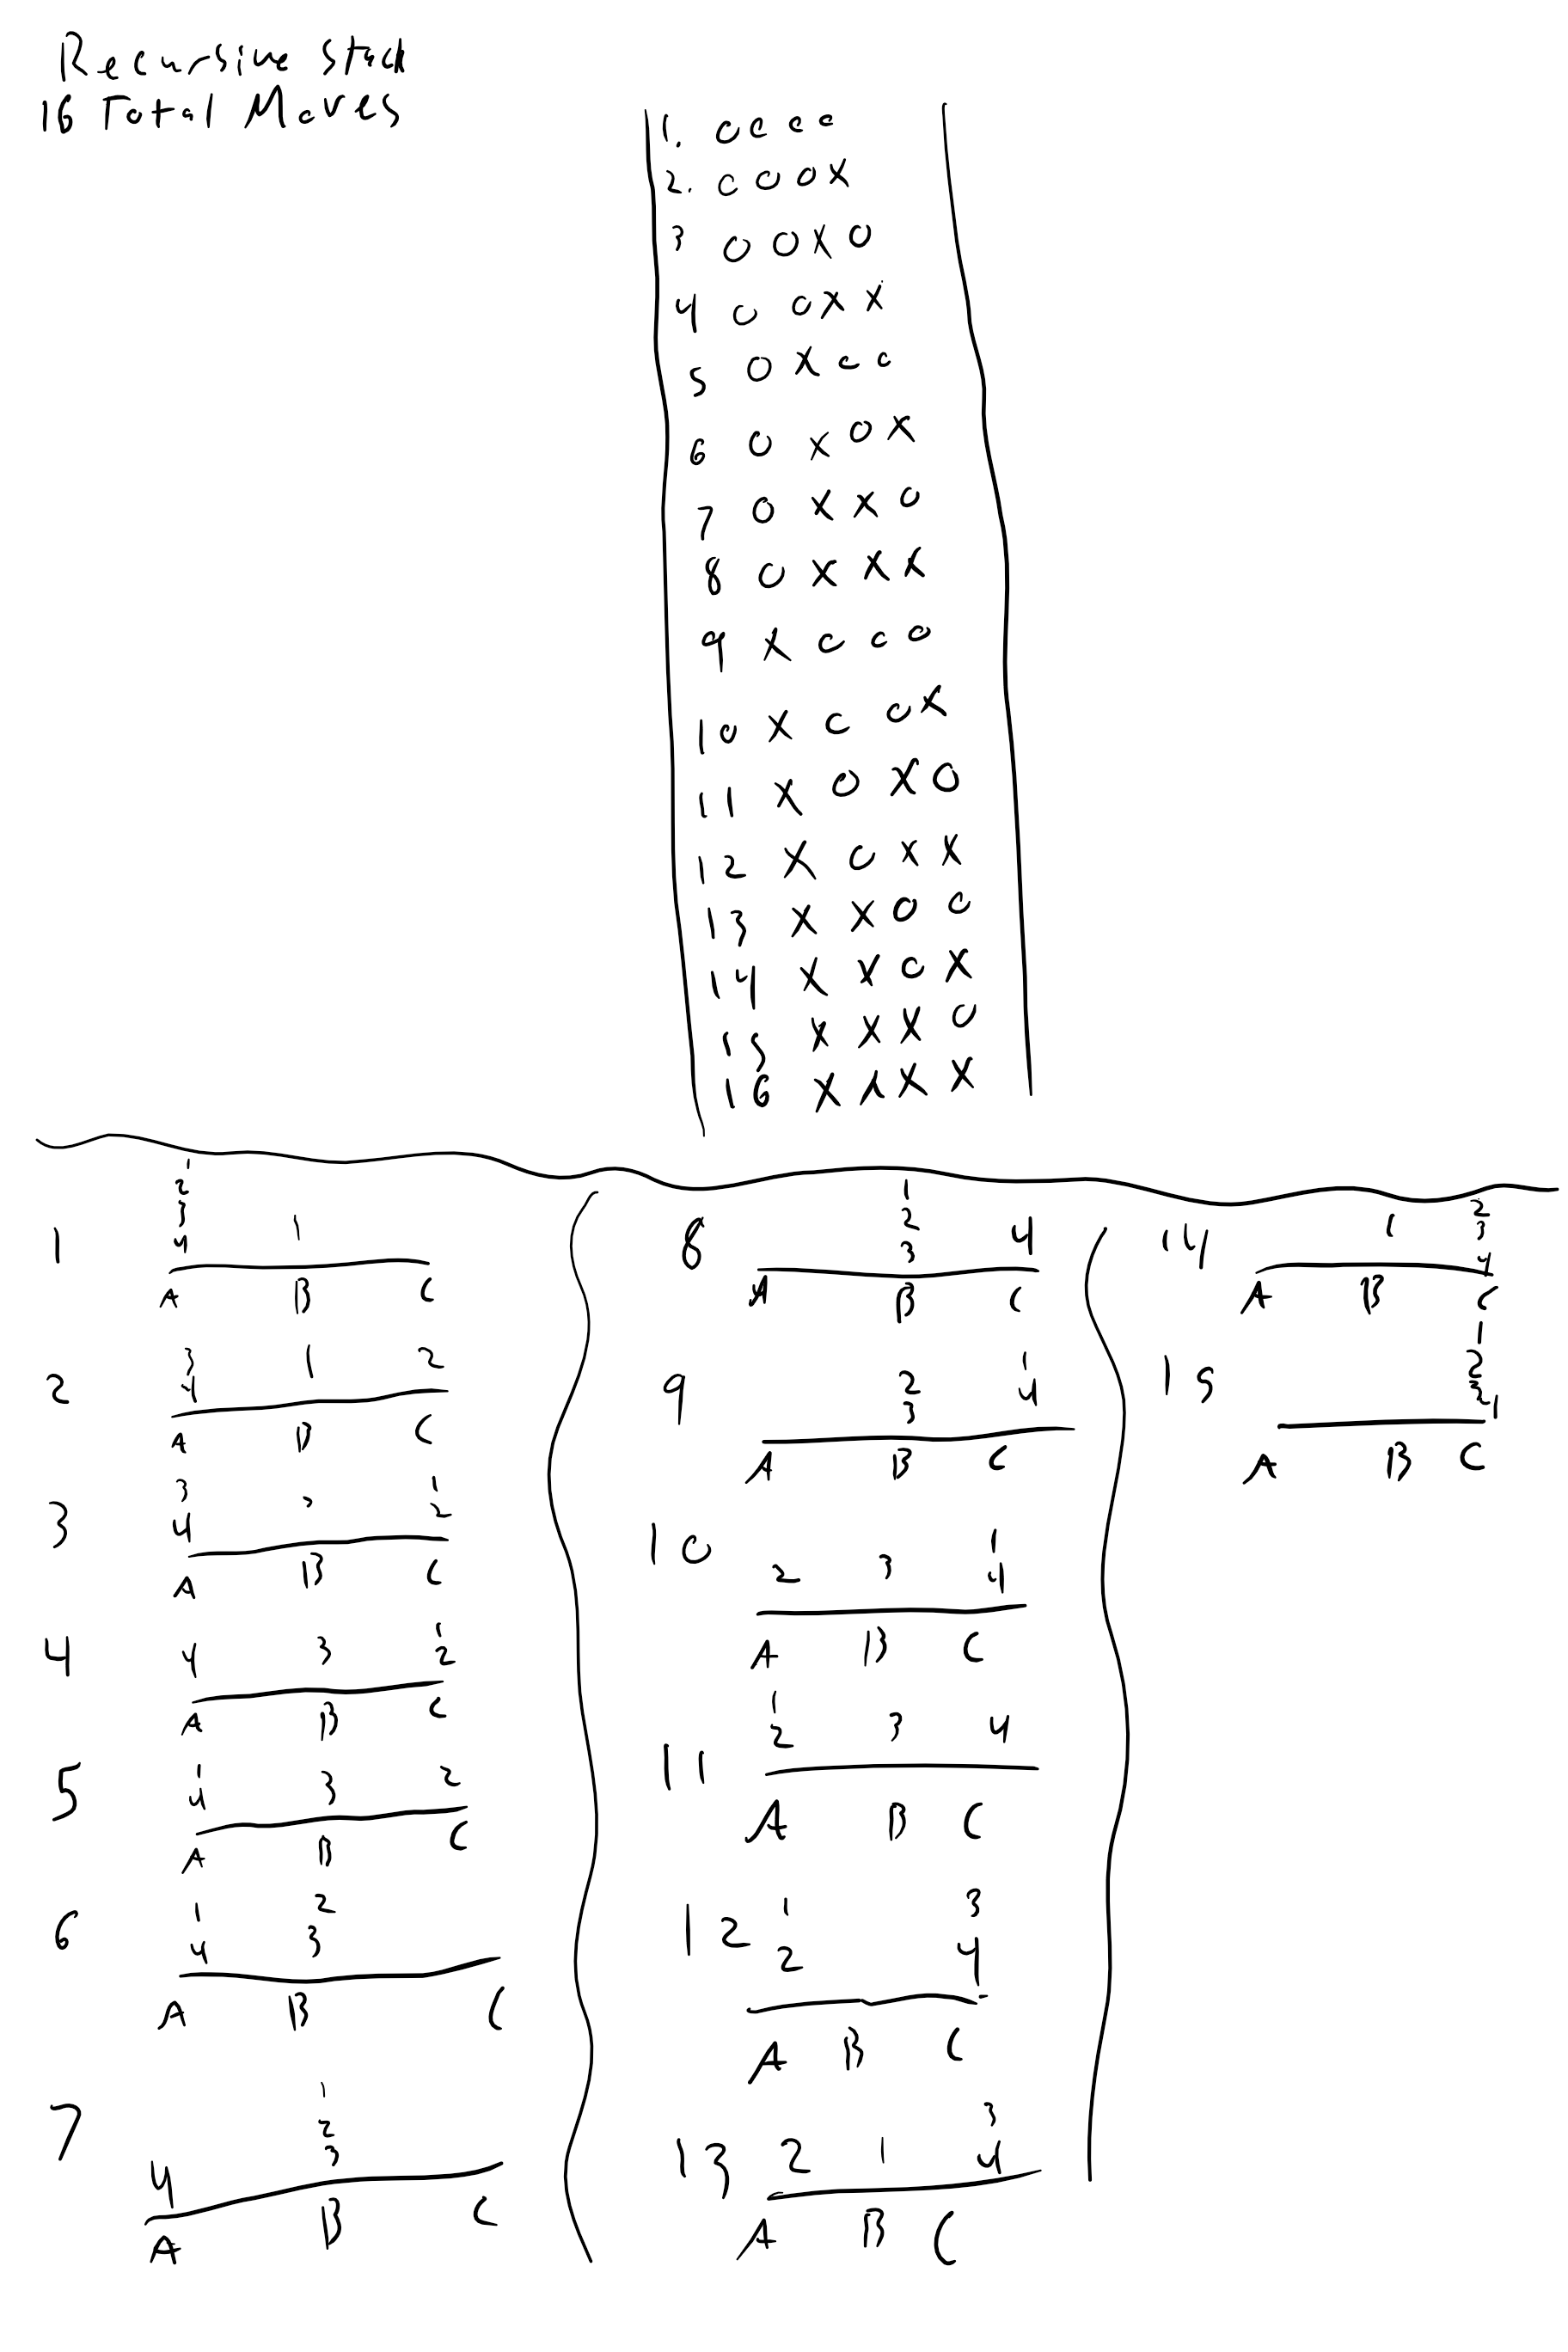 Recursive Stack
16 Total Moves
1. o o o o
2. o o o x
3 o o x o
4 o o x x
5 o x o o
6 o x o x
7 o x x o
8 o x x x
9 x o o o
10 x o o x
11 x o x o
12 x o x x
13 x x o o
14 x x o x
15 x x x o
16 x x x x
1
2
3
1 4 1
A B C
3
2 4 1 2
A B C
3 1
3 4 2
A B C
1
4 4 3 2
A B C
1
5 4 3 2
A B C
1 2
6 4 3
A B C
1
2
3
7 4
A B C
1
2
8 3 4
A B C
2 1
9 3 4
A B C
1
10 2 3 4
A B C
1
2 3 4
11
A B C
1 3
12 2 4
A B C
3
13 2 1 4
A B C
2
3
14 1 4
A B C
1
2
15 3
4
A B C